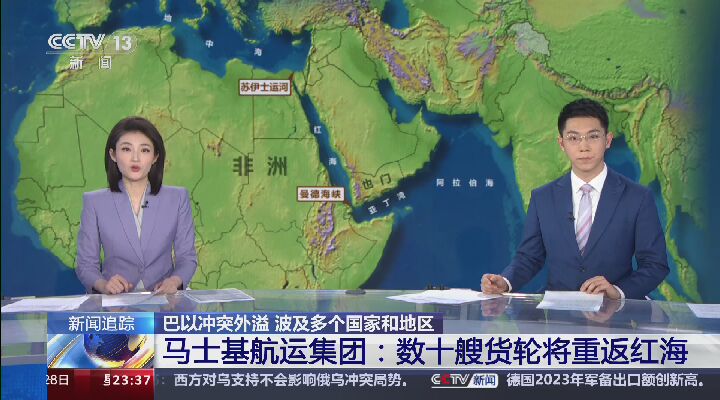 CCTV 13
新闻
地中海
苏伊士运河
红海
非洲
曼德海峡
也门
亚丁湾
阿拉伯海
新闻追踪
巴以冲突外溢 波及多个国家和地区
马士基航运集团：数十艘货轮将重返红海
28日
23:37
西方对乌支持不会影响俄乌冲突局势。
CCTV 新闻
德国2023年军备出口额创新高。